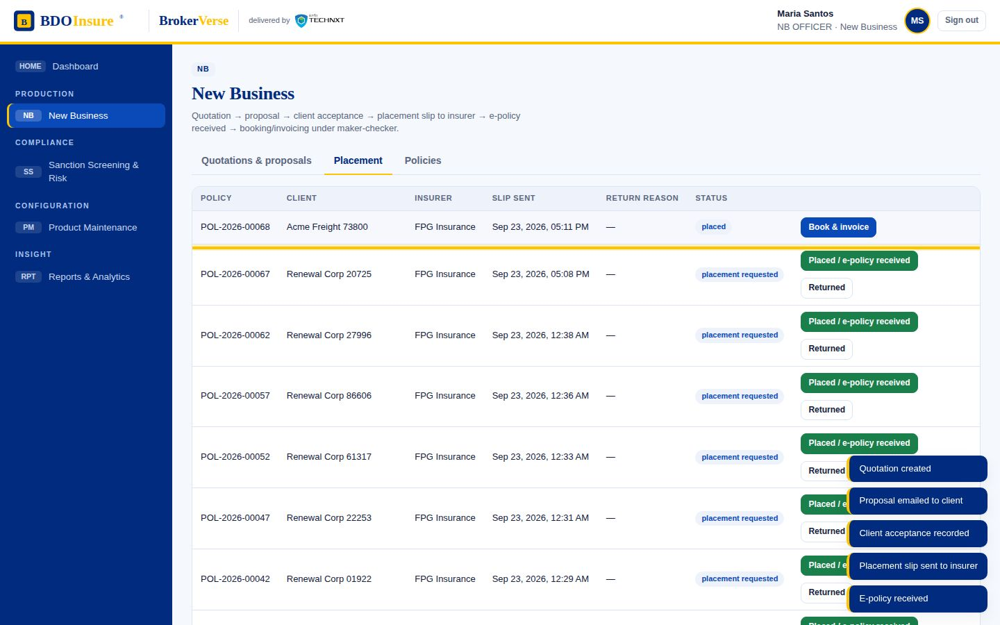 B BDOInsure ®
BrokerVerse
delivered by TECHNXT
Maria Santos
NB OFFICER · New Business
MS
Sign out
HOME Dashboard
PRODUCTION
NB New Business
COMPLIANCE
SS Sanction Screening &
Risk
CONFIGURATION
PM Product Maintenance
INSIGHT
RPT Reports & Analytics
NB
New Business
Quotation → proposal → client acceptance → placement slip to insurer → e-policy
received → booking/invoicing under maker-checker.
Quotations & proposals Placement Policies
POLICY CLIENT INSURER SLIP SENT RETURN REASON STATUS
POL-2026-00068 Acme Freight 73800 FPG Insurance Sep 23, 2026, 05:11 PM — placed Book & invoice
POL-2026-00067 Renewal Corp 20725 FPG Insurance Sep 23, 2026, 05:08 PM — placement requested Placed / e-policy received
Returned
POL-2026-00062 Renewal Corp 27996 FPG Insurance Sep 23, 2026, 12:38 AM — placement requested Placed / e-policy received
Returned
POL-2026-00057 Renewal Corp 86606 FPG Insurance Sep 23, 2026, 12:36 AM — placement requested Placed / e-policy received
Returned
POL-2026-00052 Renewal Corp 61317 FPG Insurance Sep 23, 2026, 12:33 AM — placement requested Placed / e-policy received
Returned
POL-2026-00047 Renewal Corp 22253 FPG Insurance Sep 23, 2026, 12:31 AM — placement requested Placed / e
Returned
POL-2026-00042 Renewal Corp 01922 FPG Insurance Sep 23, 2026, 12:29 AM — placement requested Placed / e
Returned
Placed / e-policy received
Quotation created
Proposal emailed to client
Client acceptance recorded
Placement slip sent to insurer
E-policy received